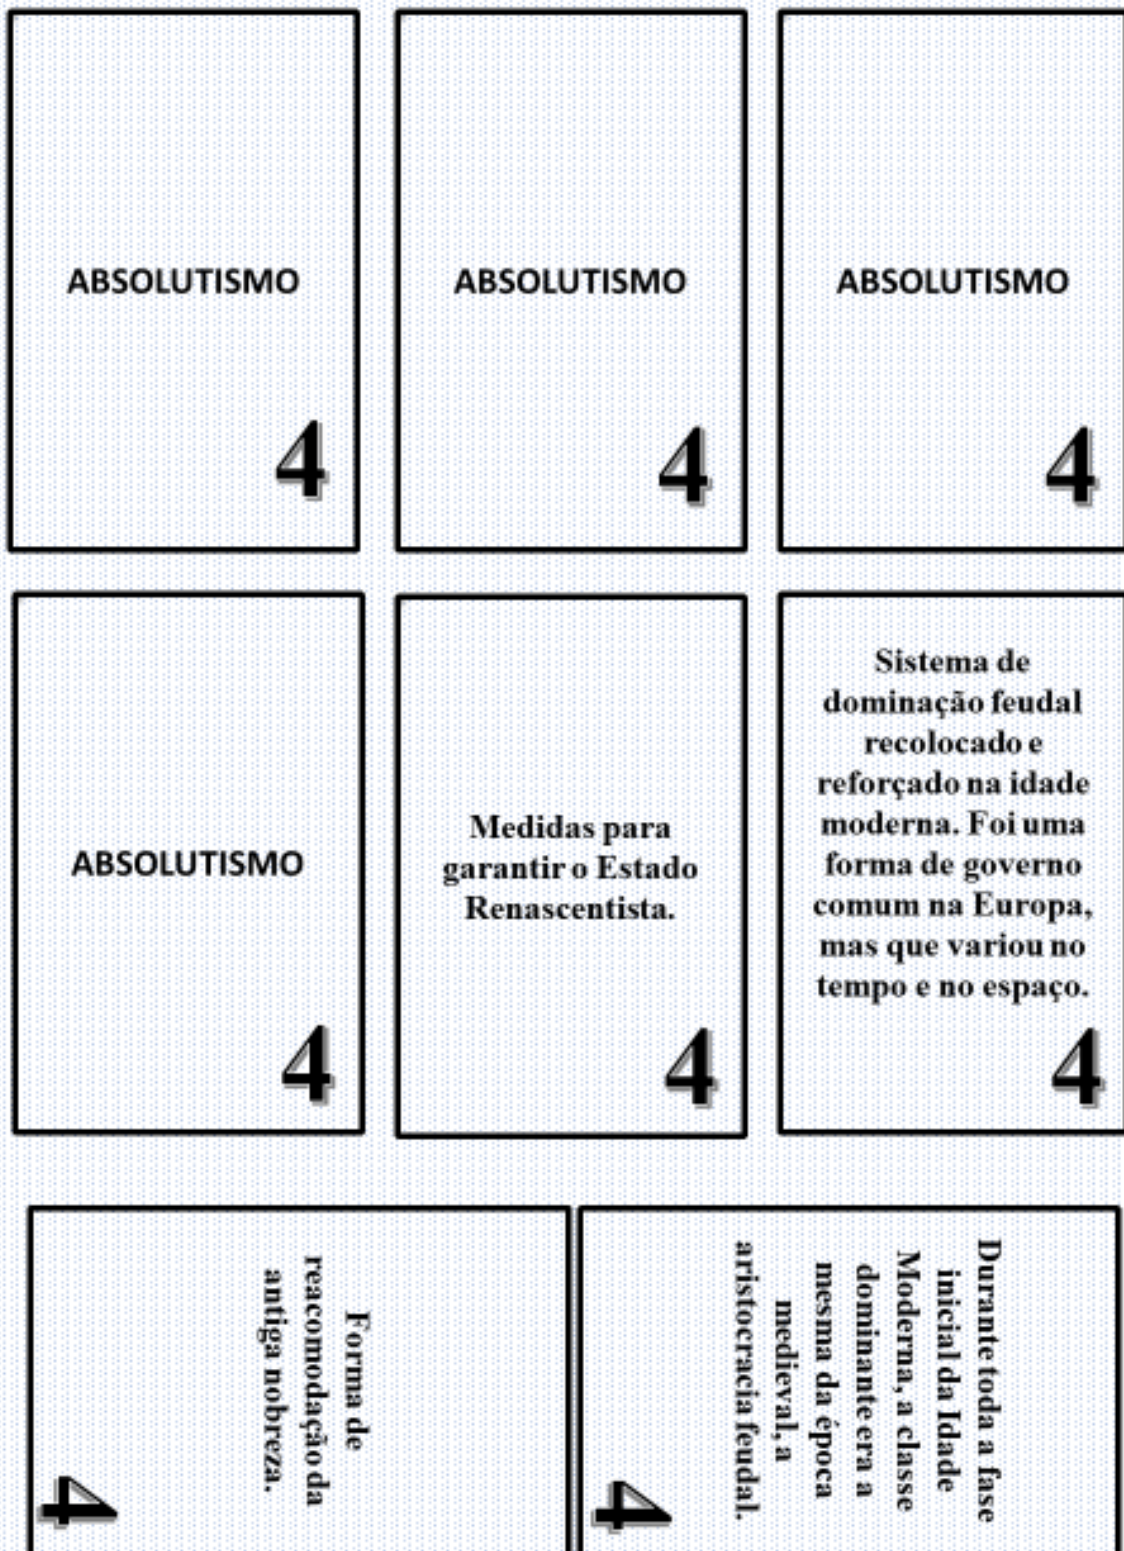 ABSOLUTISMO
4
ABSOLUTISMO
4
ABSOLUTISMO
4
ABSOLUTISMO
4
Medidas para
garantir o Estado
Renascentista.
4
Sistema de
dominação feudal
recolocado e
reforçado na idade
moderna. Foi uma
forma de governo
comum na Europa,
mas que variou no
tempo e no espaço.
4
Forma de
reacomodação da
antiga nobreza.
4
Durante toda a fase
inicial da Idade
Moderna, a classe
dominante era a
mesma da época
medieval, a
aristocracia feudal.
4